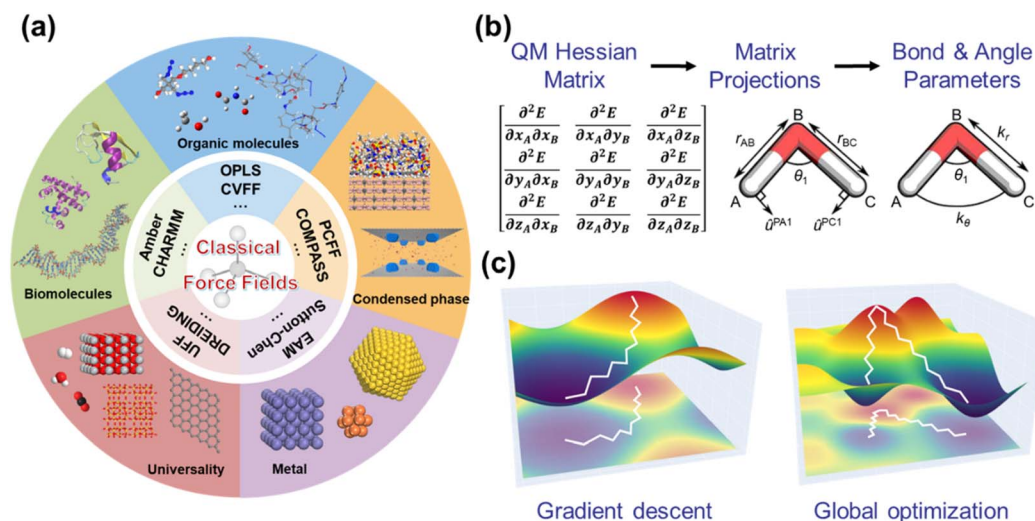 (a)
Organic molecules
OPLS
CVFF
...
PCFF
COMPASS
...
Condensed phase
Sutton-Chen
EAM
...
Metal
UFF
DREIDING
...
Universality
Amber
CHARMM
...
Biomolecules
Classical
Force Fields
(b)
QM Hessian
Matrix
Matrix
Projections
Bond & Angle
Parameters
∂²E ∂²E ∂²E
∂x_A∂x_B ∂x_A∂y_B ∂x_A∂z_B
∂²E ∂²E ∂²E
∂y_A∂x_B ∂y_A∂y_B ∂y_A∂z_B
∂²E ∂²E ∂²E
∂z_A∂x_B ∂z_A∂y_B ∂z_A∂z_B
B
r_AB r_BC
θ₁
A C
û^PA1 û^PC1
B
k_r
θ₁
A C
k_θ
(c)
Gradient descent
Global optimization